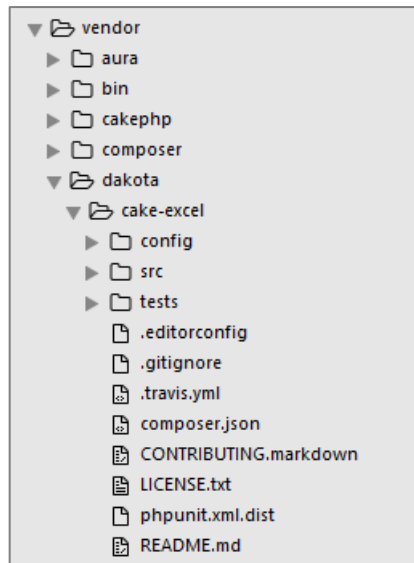 vendor
aura
bin
cakephp
composer
dakota
cake-excel
config
src
tests
.editorconfig
.gitignore
.travis.yml
composer.json
CONTRIBUTING.markdown
LICENSE.txt
phpunit.xml.dist
README.md